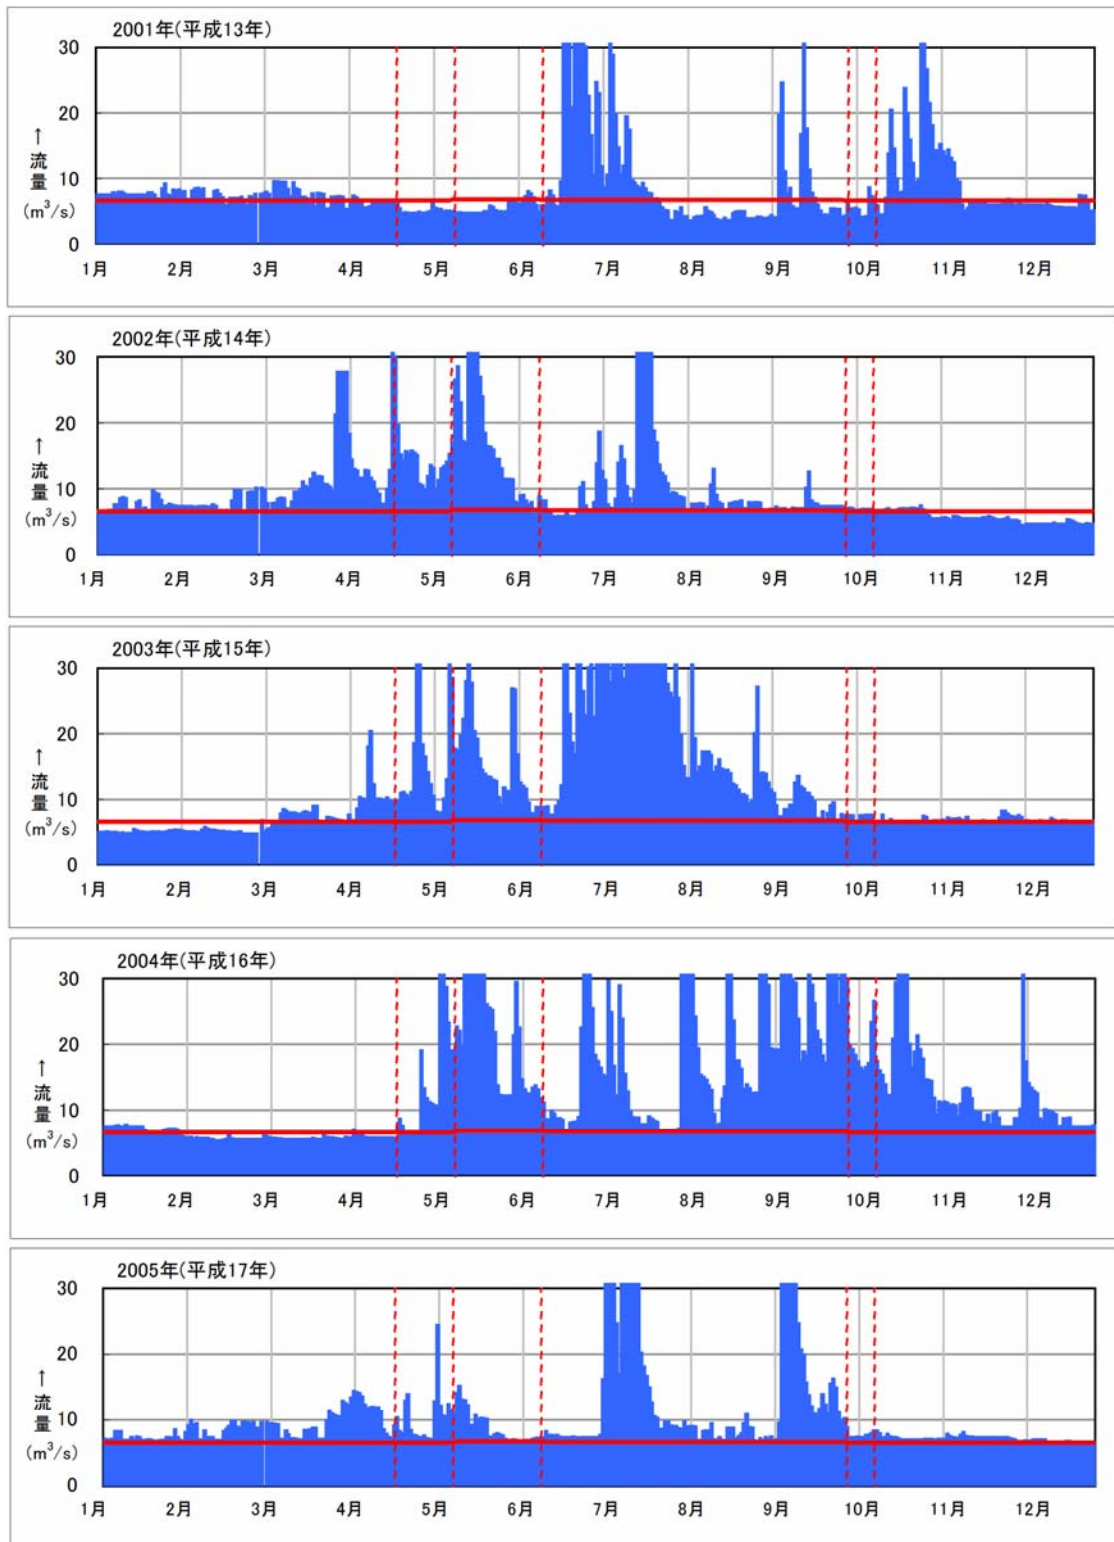 2001年(平成13年)
30
20
10
0
↑
流
量
(m³/s)
1月 2月 3月 4月 5月 6月 7月 8月 9月 10月 11月 12月
2002年(平成14年)
30
20
10
0
↑
流
量
(m³/s)
1月 2月 3月 4月 5月 6月 7月 8月 9月 10月 11月 12月
2003年(平成15年)
30
20
10
0
↑
流
量
(m³/s)
1月 2月 3月 4月 5月 6月 7月 8月 9月 10月 11月 12月
2004年(平成16年)
30
20
10
0
↑
流
量
(m³/s)
1月 2月 3月 4月 5月 6月 7月 8月 9月 10月 11月 12月
2005年(平成17年)
30
20
10
0
↑
流
量
(m³/s)
1月 2月 3月 4月 5月 6月 7月 8月 9月 10月 11月 12月